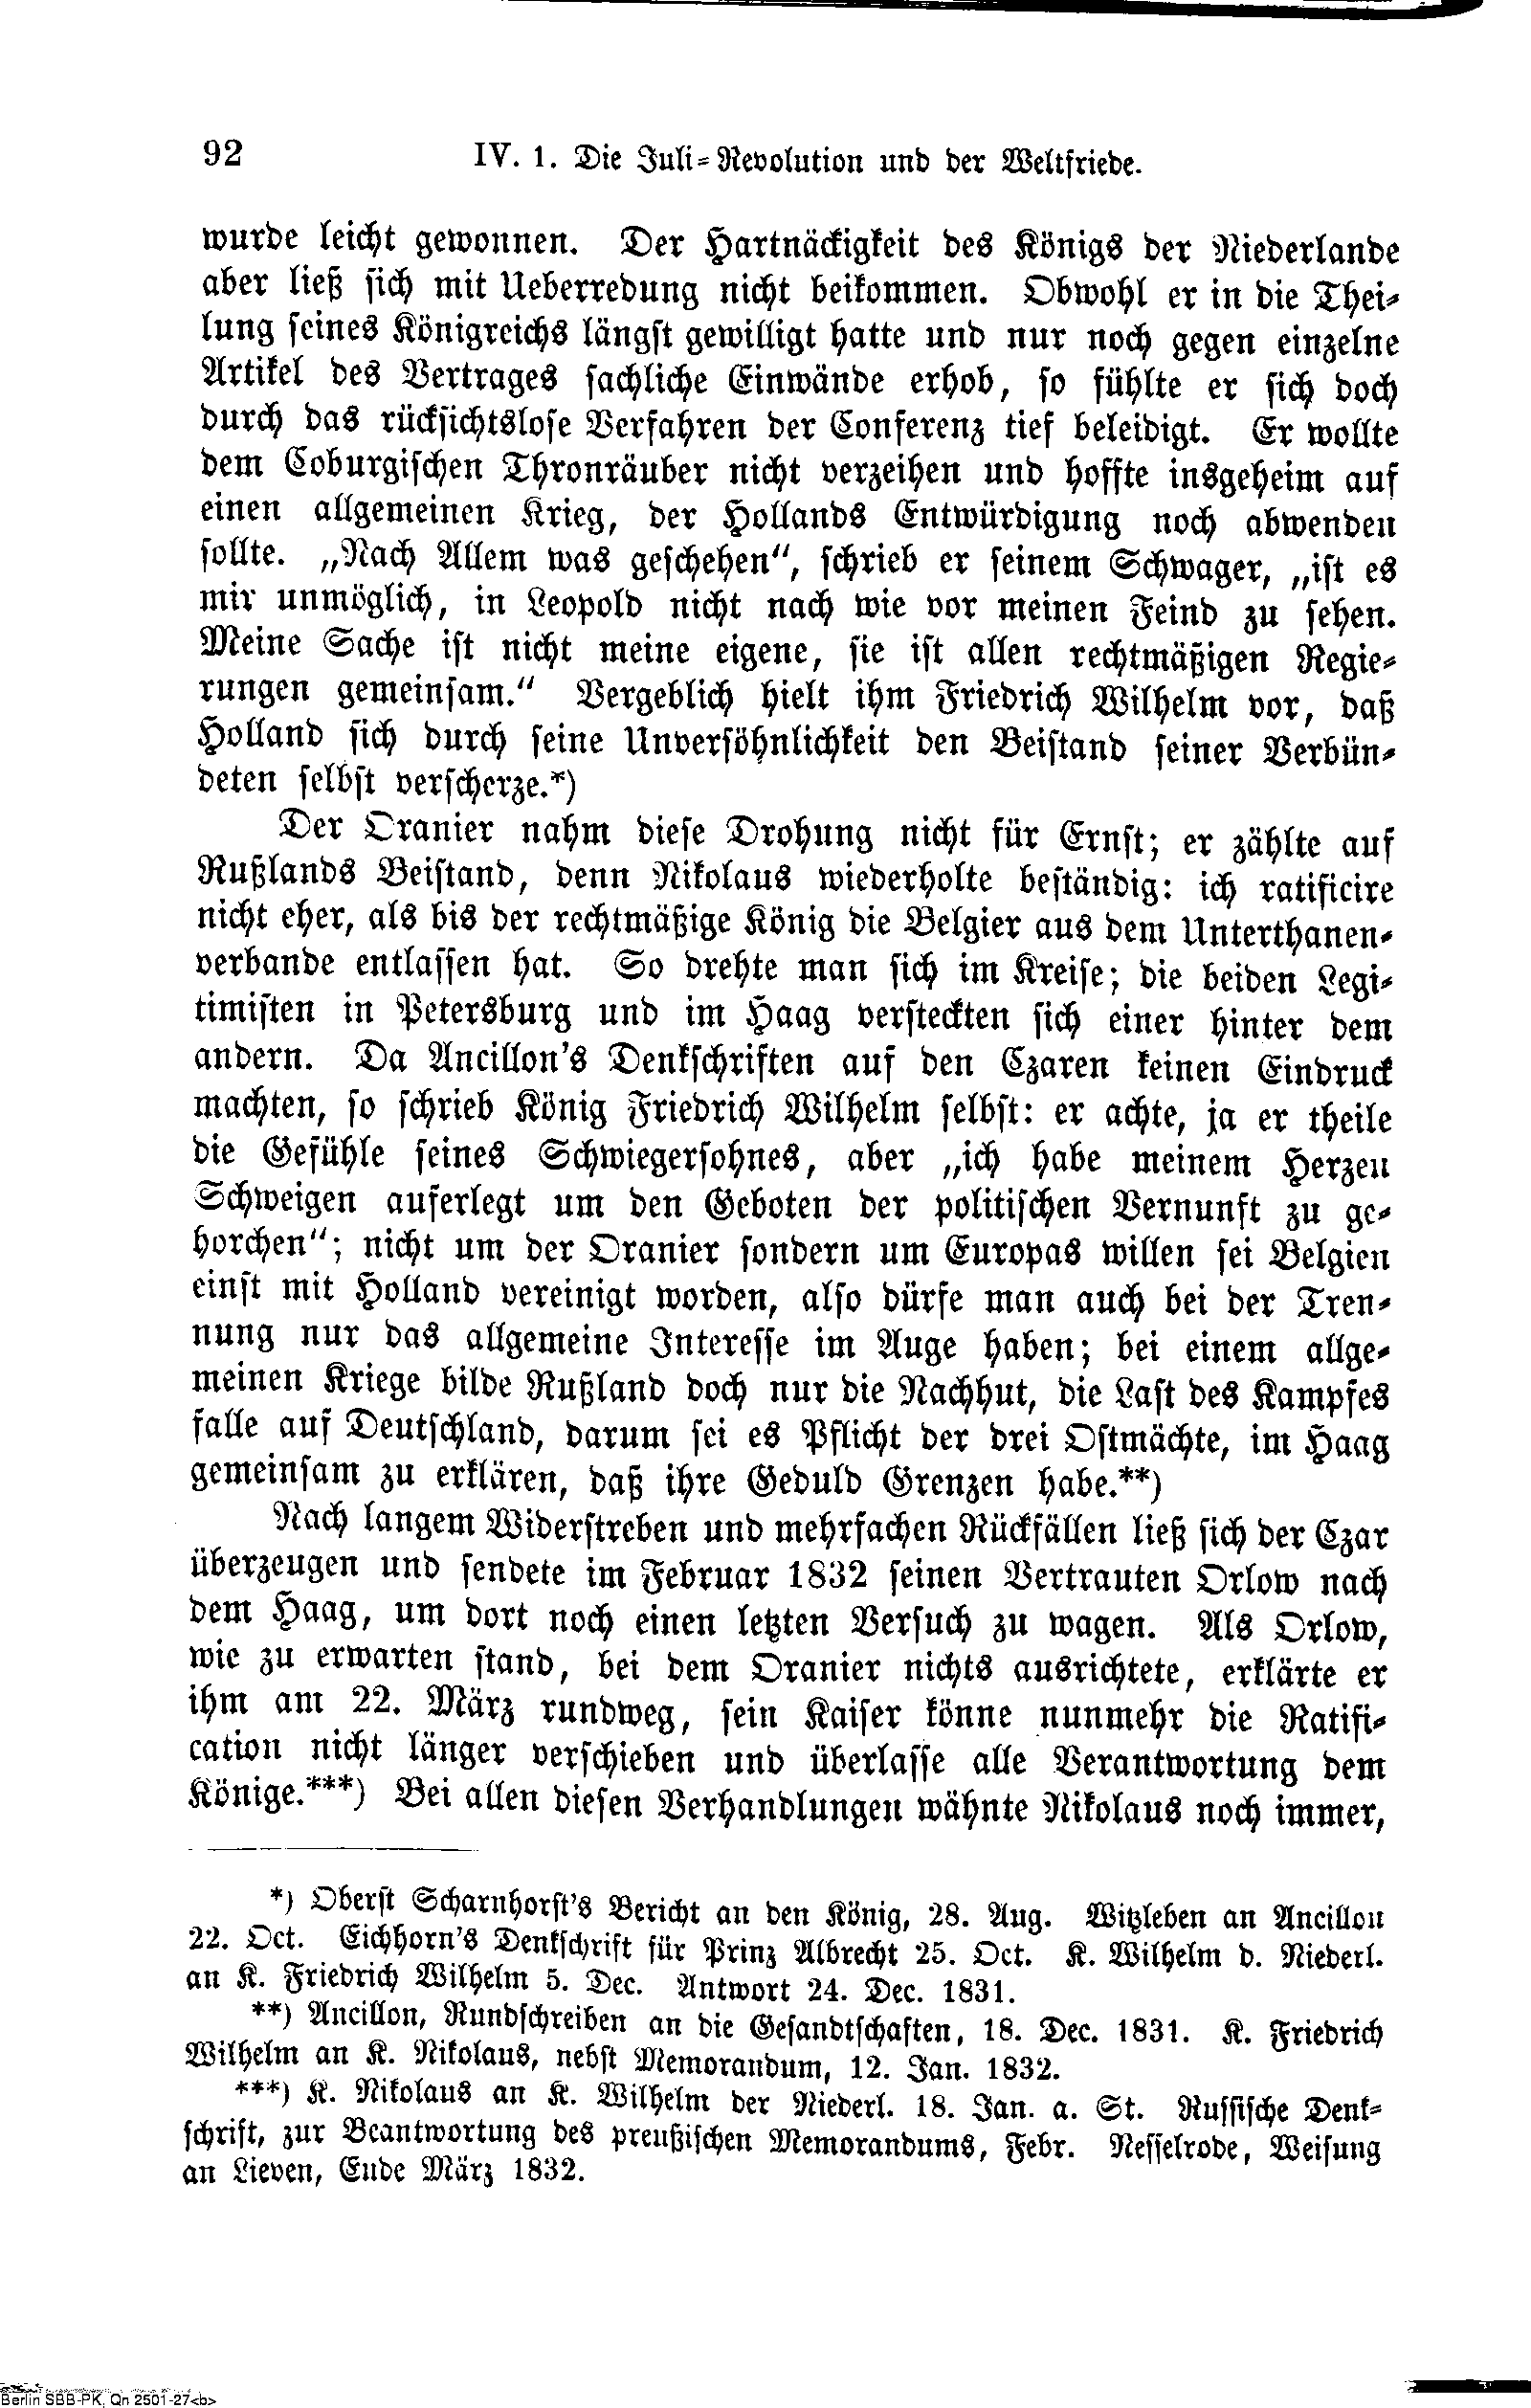 92 IV. 1. Die Juli-Revolution und der Weltfriede.
wurde leicht gewonnen. Der Hartnäckigkeit des Königs der Niederlande
aber ließ sich mit Ueberredung nicht beikommen. Obwohl er in die Thei-
lung seines Königreichs längst gewilligt hatte und nur noch gegen einzelne
Artikel des Vertrages sachliche Einwände erhob, so fühlte er sich doch
durch das rücksichtslose Verfahren der Conferenz tief beleidigt. Er wollte
dem Coburgischen Thronräuber nicht verzeihen und hoffte insgeheim auf
einen allgemeinen Krieg, der Hollands Entwürdigung noch abwenden
sollte. „Nach Allem was geschehen“, schrieb er seinem Schwager, „ist es
mir unmöglich, in Leopold nicht nach wie vor meinen Feind zu sehen.
Meine Sache ist nicht meine eigene, sie ist allen rechtmäßigen Regie-
rungen gemeinsam.“ Vergeblich hielt ihm Friedrich Wilhelm vor, daß
Holland sich durch seine Unversöhnlichkeit den Beistand seiner Verbün-
deten selbst verscherze.*)
Der Oranier nahm diese Drohung nicht für Ernst; er zählte auf
Rußlands Beistand, denn Nikolaus wiederholte beständig: ich ratificire
nicht eher, als bis der rechtmäßige König die Belgier aus dem Unterthanen-
verbande entlassen hat. So drehte man sich im Kreise; die beiden Legi-
timisten in Petersburg und im Haag versteckten sich einer hinter dem
andern. Da Ancillon's Denkschriften auf den Czaren keinen Eindruck
machten, so schrieb König Friedrich Wilhelm selbst: er achte, ja er theile
die Gefühle seines Schwiegersohnes, aber „ich habe meinem Herzen
Schweigen auferlegt um den Geboten der politischen Vernunft zu ge-
horchen“; nicht um der Oranier sondern um Europas willen sei Belgien
einst mit Holland vereinigt worden, also dürfe man auch bei der Tren-
nung nur das allgemeine Interesse im Auge haben; bei einem allge-
meinen Kriege bilde Rußland doch nur die Nachhut, die Last des Kampfes
falle auf Deutschland, darum sei es Pflicht der drei Ostmächte, im Haag
gemeinsam zu erklären, daß ihre Geduld Grenzen habe.**)
Nach langem Widerstreben und mehrfachen Rückfällen ließ sich der Czar
überzeugen und sendete im Februar 1832 seinen Vertrauten Orlow nach
dem Haag, um dort noch einen letzten Versuch zu wagen. Als Orlow,
wie zu erwarten stand, bei dem Oranier nichts ausrichtete, erklärte er
ihm am 22. März rundweg, sein Kaiser könne nunmehr die Ratifi-
cation nicht länger verschieben und überlasse alle Verantwortung dem
Könige.***) Bei allen diesen Verhandlungen wähnte Nikolaus noch immer,
*) Oberst Scharnhorst's Bericht an den König, 28. Aug. Witzleben an Ancillon
22. Oct. Eichhorn's Denkschrift für Prinz Albrecht 25. Oct. K. Wilhelm d. Niederl.
an K. Friedrich Wilhelm 5. Dec. Antwort 24. Dec. 1831.
**) Ancillon, Rundschreiben an die Gesandtschaften, 18. Dec. 1831. K. Friedrich
Wilhelm an K. Nikolaus, nebst Memorandum, 12. Jan. 1832.
***) K. Nikolaus an K. Wilhelm der Niederl. 18. Jan. a. St. Russische Denk-
schrift, zur Beantwortung des preußischen Memorandums, Febr. Nesselrode, Weisung
an Lieven, Ende März 1832.
Berlin SBB-PK, Qn 2501-27<b>